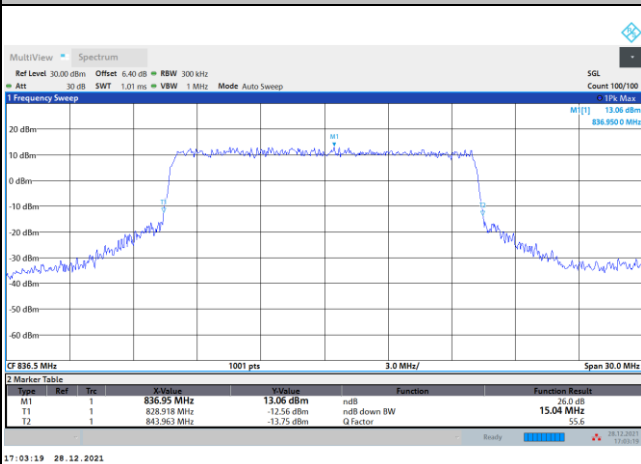 MultiView Spectrum
Ref Level 30.00 dBm Offset 6.40 dB RBW 300 kHz SGL
Att 30 dB SWT 1.01 ms VBW 1 MHz Mode Auto Sweep Count 100/100
1 Frequency Sweep 1Pk Max
M1[1] 13.06 dBm
836.950 0 MHz
M1
20 dBm
10 dBm
0 dBm
-10 dBm
T1 T2
-20 dBm
-30 dBm
-40 dBm
-50 dBm
-60 dBm
CF 836.5 MHz 1001 pts 3.0 MHz/ Span 30.0 MHz
2 Marker Table
Type Ref Trc X-Value Y-Value Function Function Result
M1 1 836.95 MHz 13.06 dBm ndB 26.0 dB
T1 1 828.918 MHz -12.56 dBm ndB down BW 15.04 MHz
T2 1 843.963 MHz -13.75 dBm Q Factor 55.6
Ready 28.12.2021
17:03:19
17:03:19 28.12.2021